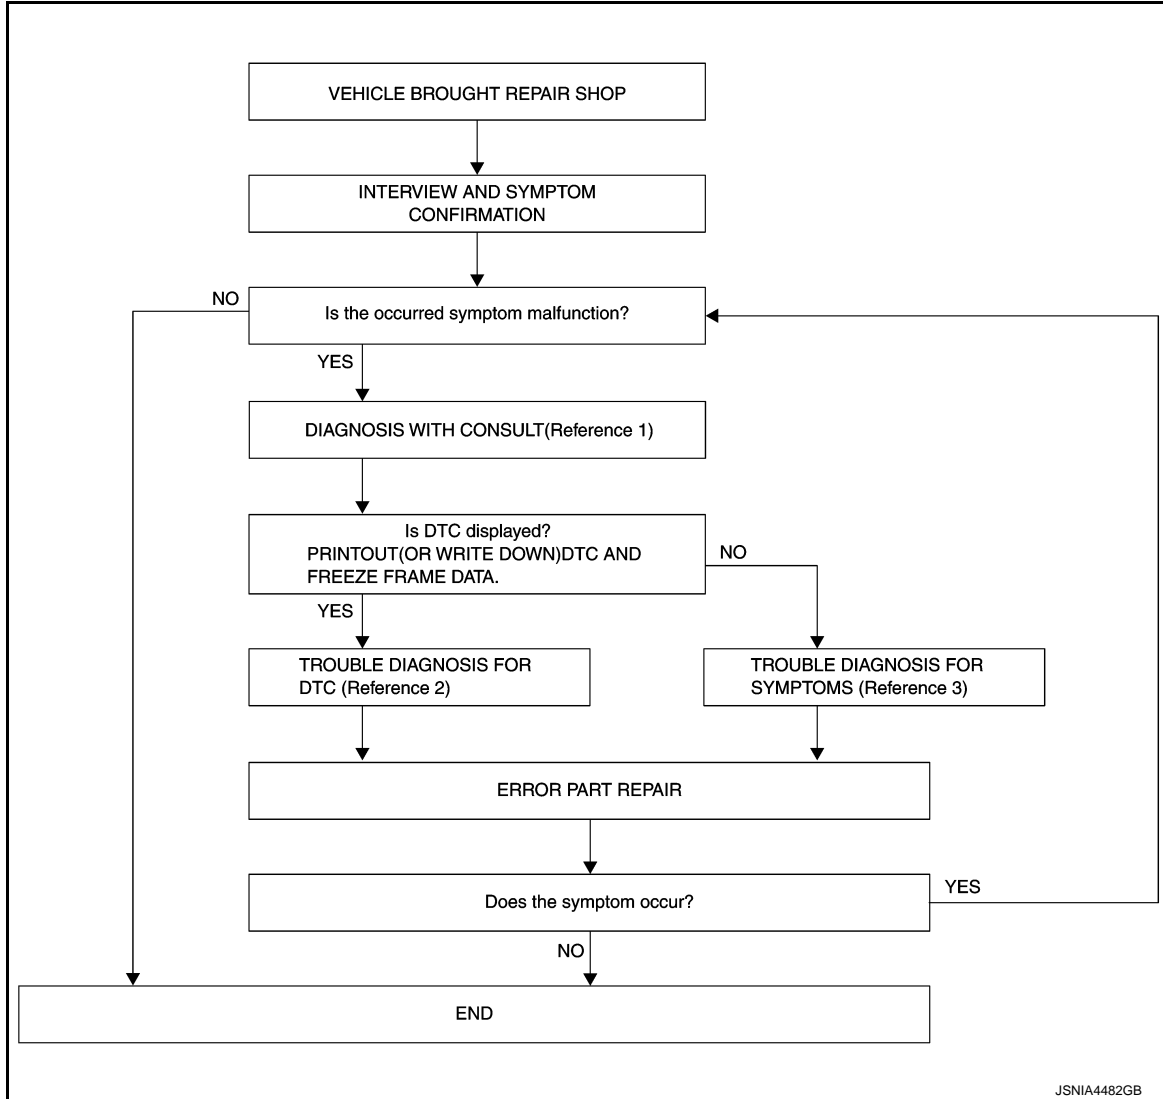 VEHICLE BROUGHT REPAIR SHOP
INTERVIEW AND SYMPTOM
CONFIRMATION
NO
Is the occurred symptom malfunction?
YES
DIAGNOSIS WITH CONSULT(Reference 1)
Is DTC displayed?
PRINTOUT(OR WRITE DOWN)DTC AND
FREEZE FRAME DATA.
NO
YES
TROUBLE DIAGNOSIS FOR
DTC (Reference 2)
TROUBLE DIAGNOSIS FOR
SYMPTOMS (Reference 3)
ERROR PART REPAIR
Does the symptom occur?
YES
NO
END
JSNIA4482GB